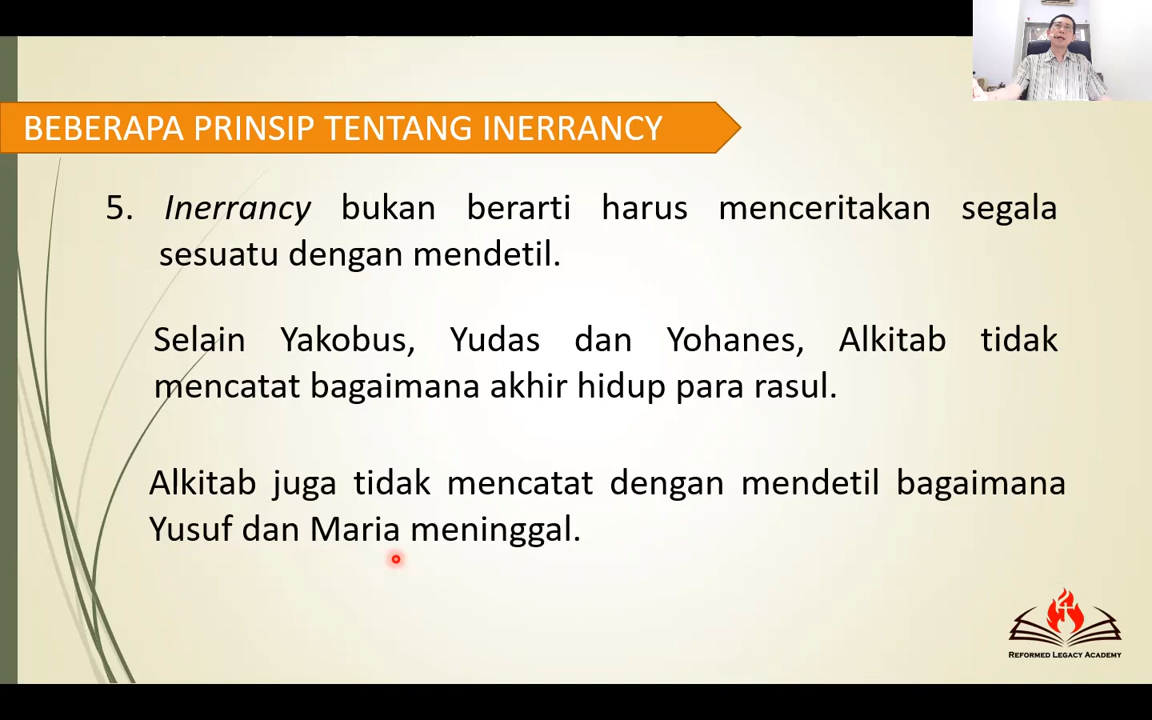 BEBERAPA PRINSIP TENTANG INERRANCY
5. Inerrancy bukan berarti harus menceritakan segala
sesuatu dengan mendetil.
Selain Yakobus, Yudas dan Yohanes, Alkitab tidak
mencatat bagaimana akhir hidup para rasul.
Alkitab juga tidak mencatat dengan mendetil bagaimana
Yusuf dan Maria meninggal.
REFORMED LEGACY ACADEMY